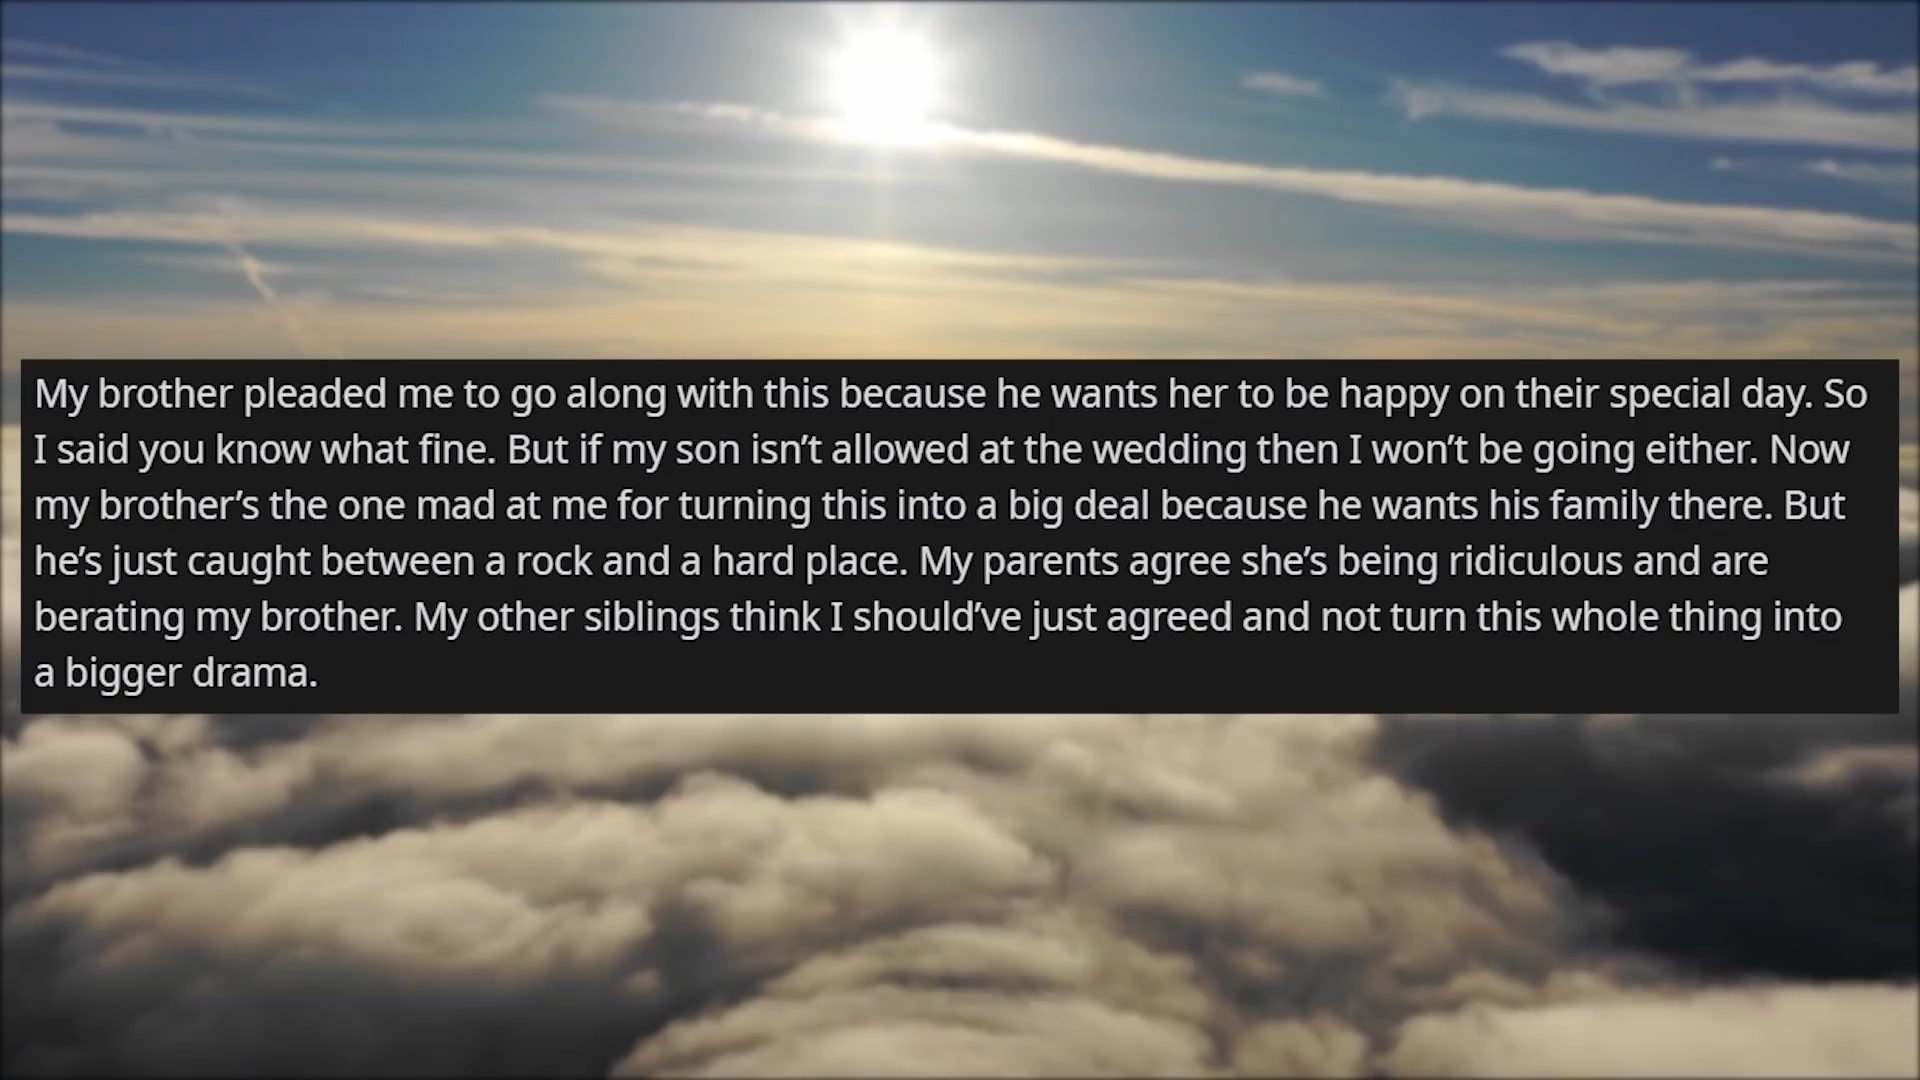 My brother pleaded me to go along with this because he wants her to be happy on their special day. So
I said you know what fine. But if my son isn’t allowed at the wedding then I won’t be going either. Now
my brother’s the one mad at me for turning this into a big deal because he wants his family there. But
he’s just caught between a rock and a hard place. My parents agree she’s being ridiculous and are
berating my brother. My other siblings think I should’ve just agreed and not turn this whole thing into
a bigger drama.